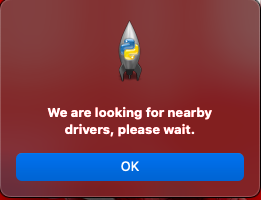 We are looking for nearby
drivers, please wait.
OK